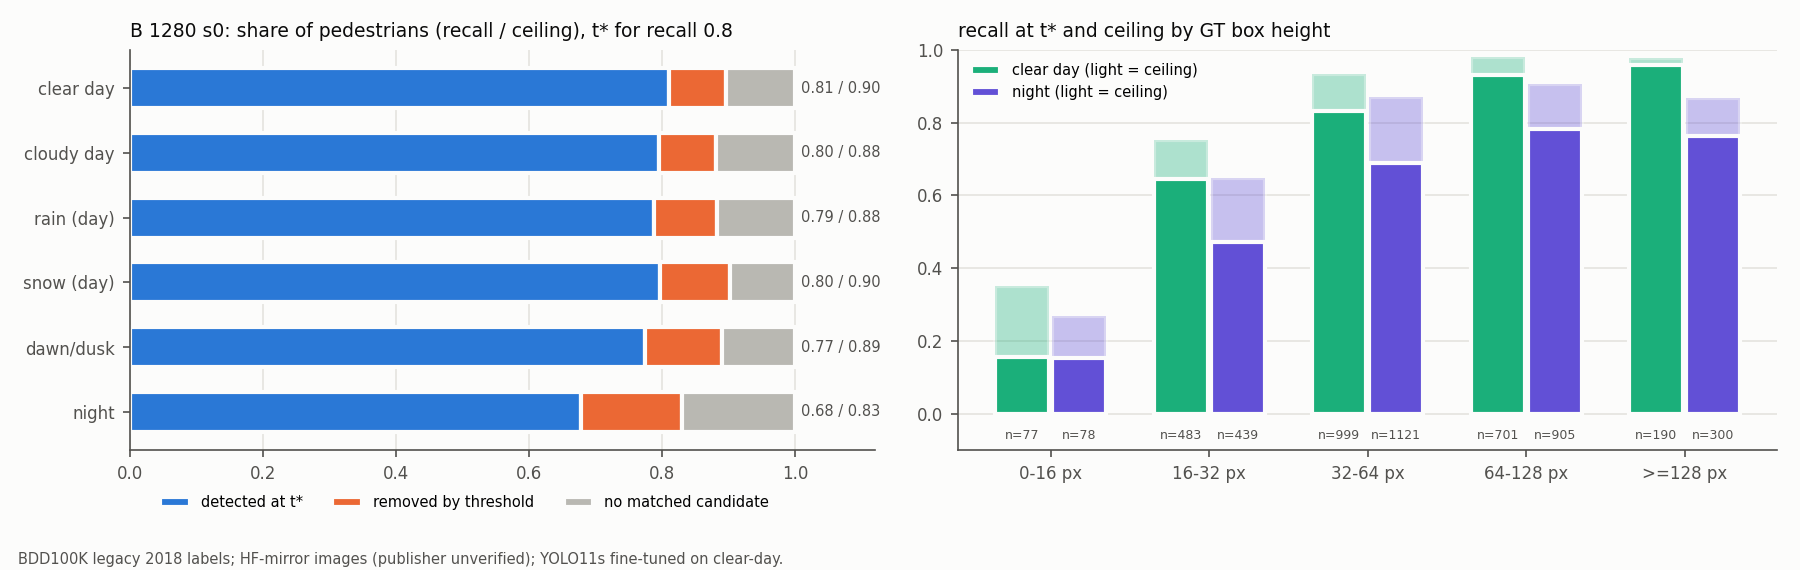 B 1280 s0: share of pedestrians (recall / ceiling), t* for recall 0.8
clear day
0.81 / 0.90
cloudy day
0.80 / 0.88
rain (day)
0.79 / 0.88
snow (day)
0.80 / 0.90
dawn/dusk
0.77 / 0.89
night
0.68 / 0.83
0.0 0.2 0.4 0.6 0.8 1.0
detected at t* removed by threshold no matched candidate
recall at t* and ceiling by GT box height
clear day (light = ceiling)
night (light = ceiling)
1.0
0.8
0.6
0.4
0.2
0.0
n=77 n=78 n=483 n=439 n=999 n=1121 n=701 n=905 n=190 n=300
0-16 px 16-32 px 32-64 px 64-128 px >=128 px
BDD100K legacy 2018 labels; HF-mirror images (publisher unverified); YOLO11s fine-tuned on clear-day.